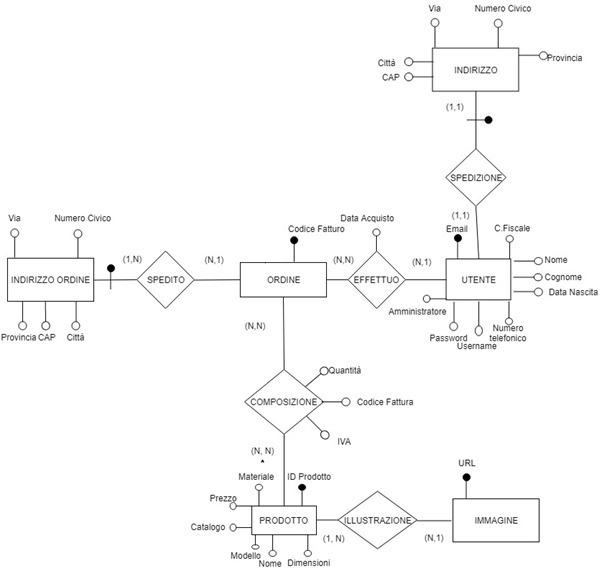 Via
Numero Civico
Città
CAP
INDIRIZZO
Provincia
(1,1)
SPEDIZIONE
(1,1)
Via
Numero Civico
Data Acquisto
Email
C.Fiscale
Codice Fatturo
(1,N)
(N,1)
(N,N)
(N,1)
Nome
Cognome
Data Nascita
INDIRIZZO ORDINE
SPEDITO
ORDINE
EFFETTUO
UTENTE
Amministratore
Provincia
CAP
Città
Password
Username
Numero
telefonico
(N,N)
Quantitá
COMPOSIZIONE
Codice Fattura
IVA
(N, N)
*
Materiale
ID Prodotto
URL
Prezzo
Catalogo
PRODOTTO
ILLUSTRAZIONE
IMMAGINE
(1, N)
(N,1)
Modello
Nome
Dimensioni